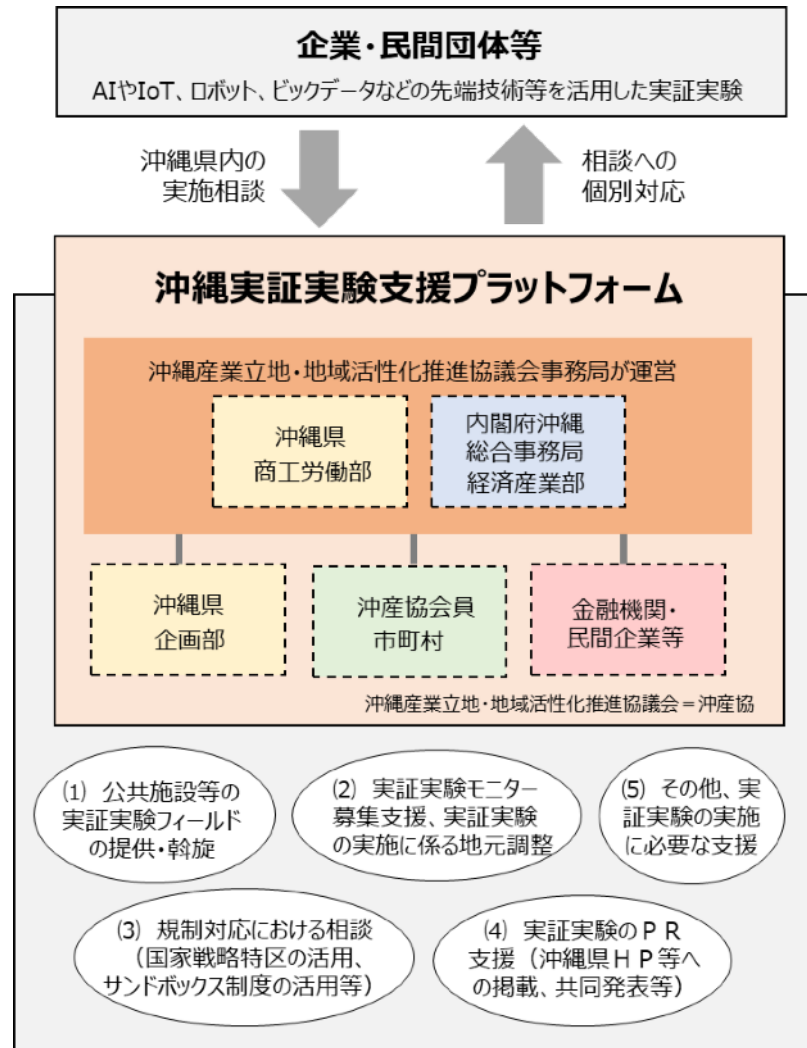 企業・民間団体等
AIやIoT、ロボット、ビックデータなどの先端技術等を活用した実証実験
沖縄県内の
実施相談
相談への
個別対応
沖縄実証実験支援プラットフォーム
沖縄産業立地・地域活性化推進協議会事務局が運営
沖縄県
商工労働部
内閣府沖縄
総合事務局
経済産業部
沖縄県
企画部
沖産協会員
市町村
金融機関・
民間企業等
沖縄産業立地・地域活性化推進協議会＝沖産協
⑴ 公共施設等の
実証実験フィールド
の提供・斡旋
⑵ 実証実験モニター
募集支援、実証実験
の実施に係る地元調整
⑸ その他、実
証実験の実施
に必要な支援
⑶ 規制対応における相談
（国家戦略特区の活用、
サンドボックス制度の活用等）
⑷ 実証実験のＰＲ
支援（沖縄県ＨＰ等へ
の掲載、共同発表等）